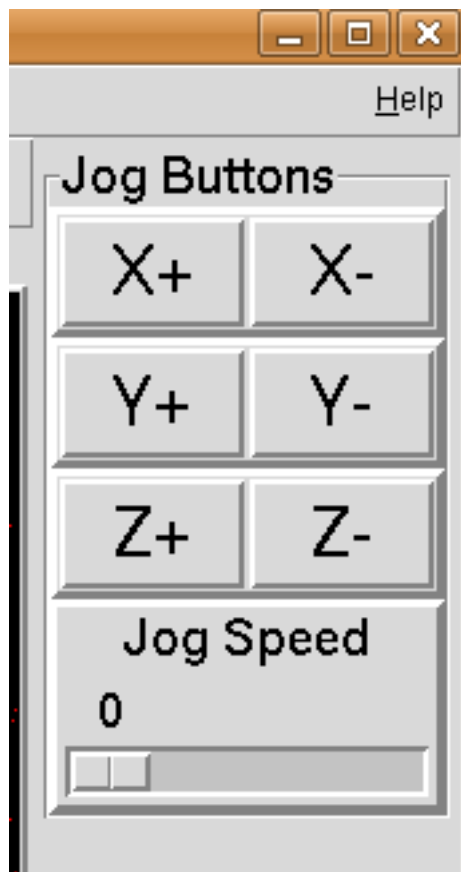 Help
Jog Buttons
X+ X-
Y+ Y-
Z+ Z-
Jog Speed
0